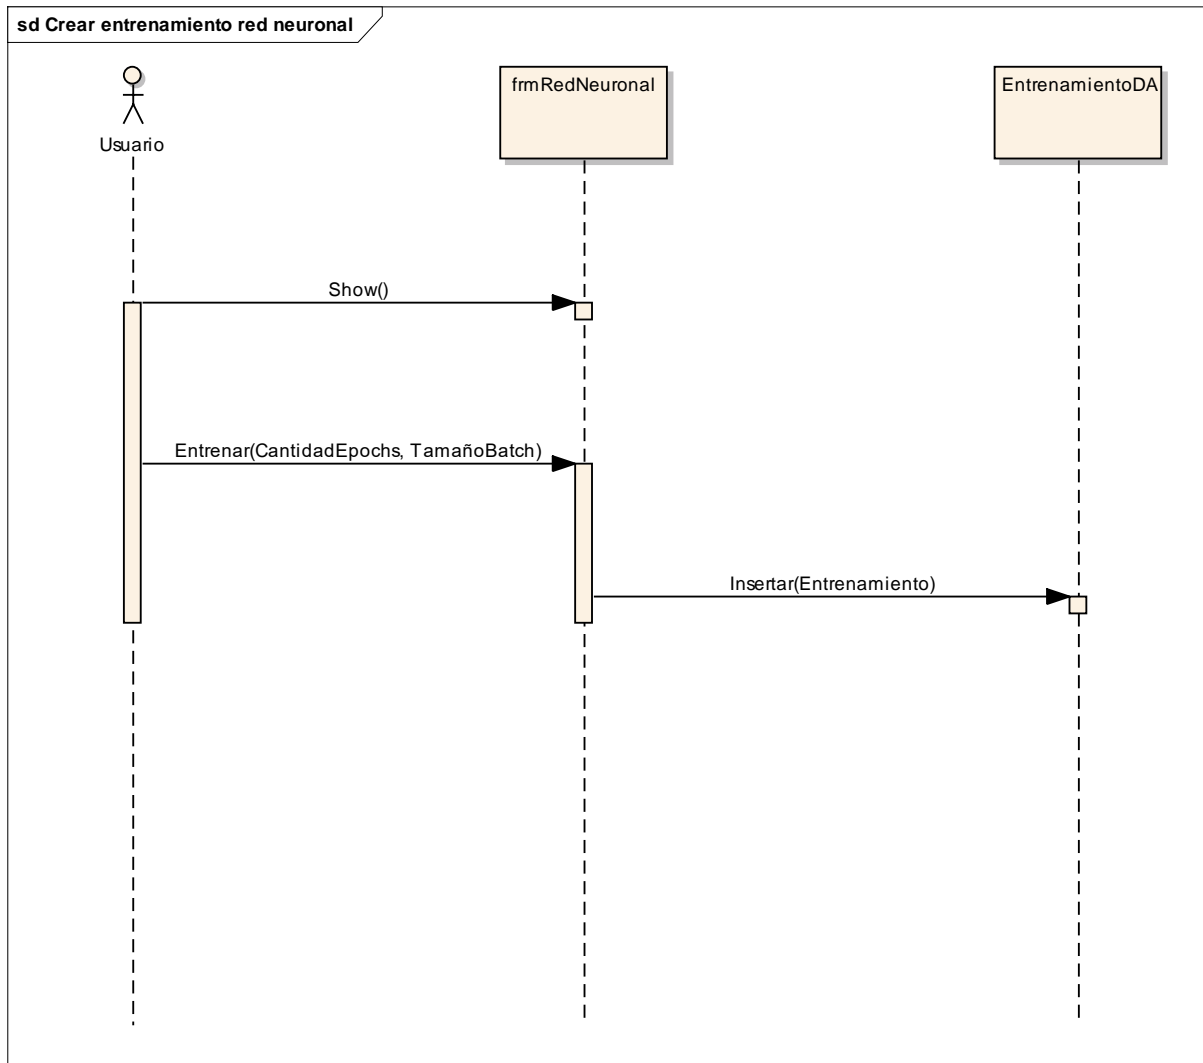 sd Crear entrenamiento red neuronal
Usuario
frmRedNeuronal
EntrenamientoDA
Show()
Entrenar(CantidadEpochs, TamañoBatch)
Insertar(Entrenamiento)